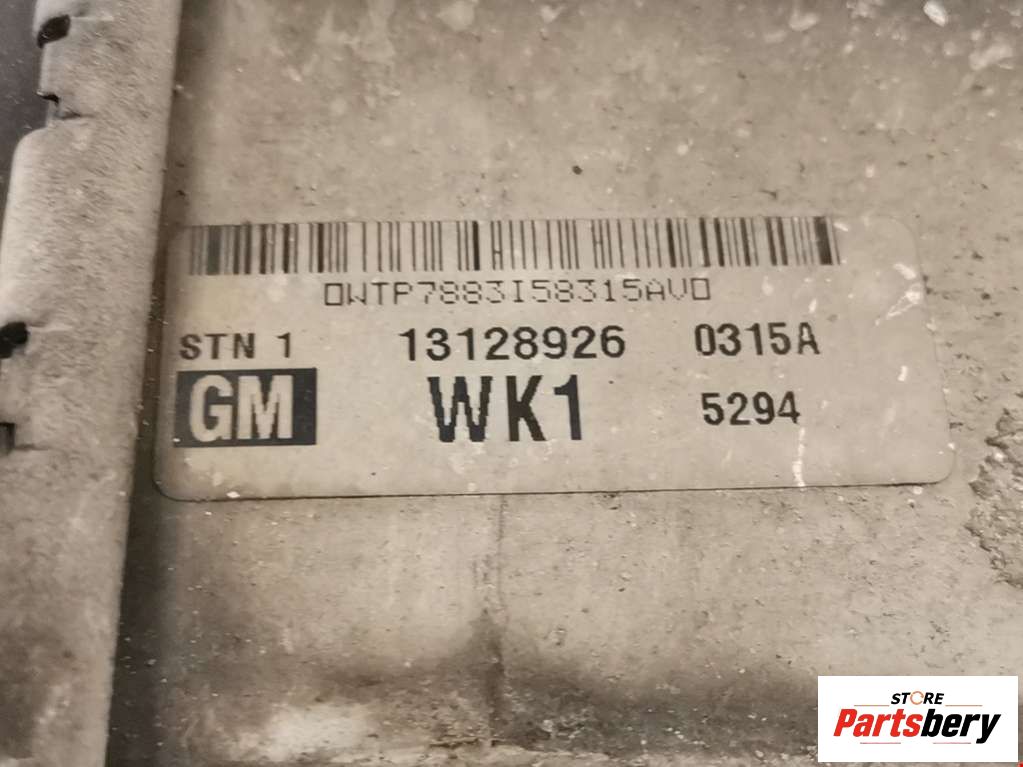 0WTP7883I58315AV0
STN 1 13128926 0315A
GM WK1 5294
STORE
Partsbery